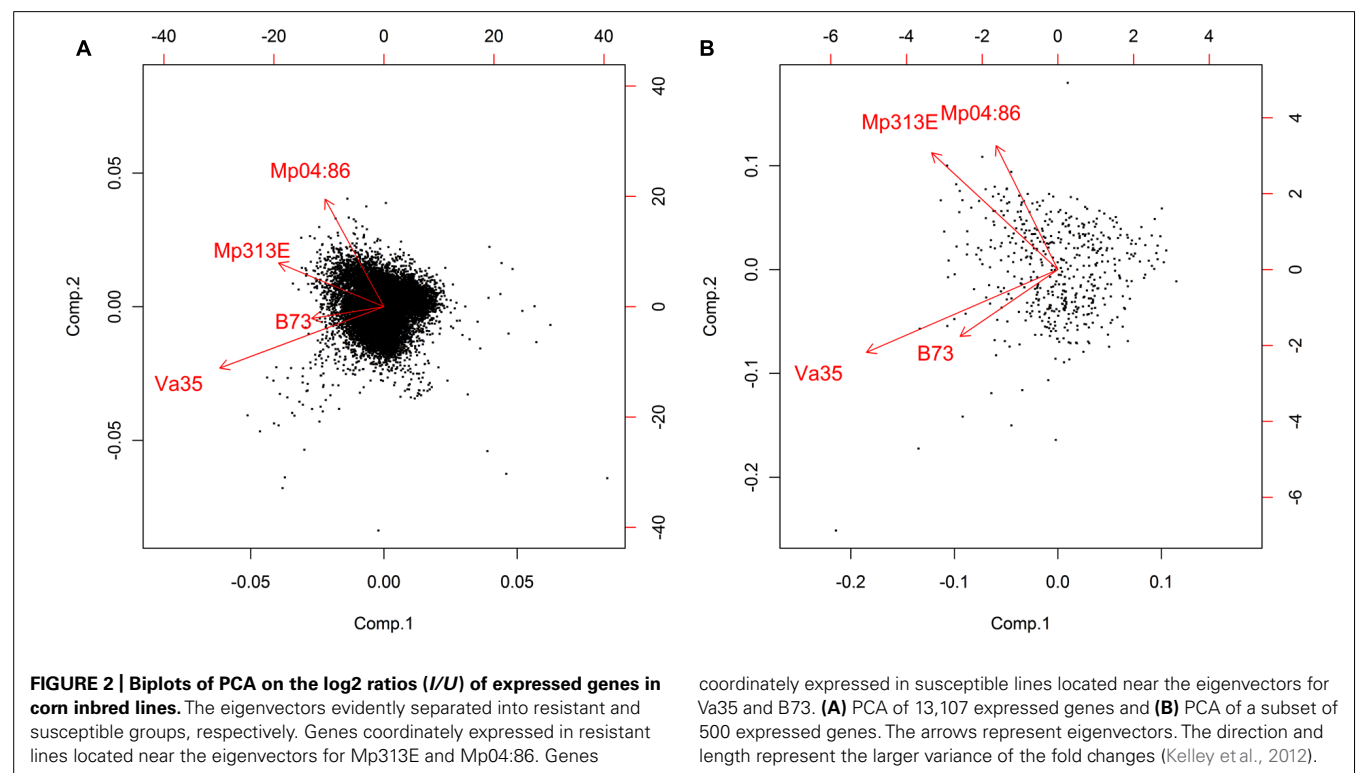 A
-40 -20 0 20 40
40
20
0
-20
-40
0.05
0.00
-0.05
Comp.2
Mp04:86
Mp313E
B73
Va35
-0.05 0.00 0.05
Comp.1
B
-6 -4 -2 0 2 4
4
2
0
-2
-4
-6
0.1
0.0
-0.1
-0.2
Comp.2
Mp313E Mp04:86
B73
Va35
-0.2 -0.1 0.0 0.1
Comp.1
FIGURE 2 | Biplots of PCA on the log2 ratios (I/U) of expressed genes in
corn inbred lines. The eigenvectors evidently separated into resistant and
susceptible groups, respectively. Genes coordinately expressed in resistant
lines located near the eigenvectors for Mp313E and Mp04:86. Genes
coordinately expressed in susceptible lines located near the eigenvectors for
Va35 and B73. (A) PCA of 13,107 expressed genes and (B) PCA of a subset of
500 expressed genes. The arrows represent eigenvectors. The direction and
length represent the larger variance of the fold changes (Kelley et al., 2012).